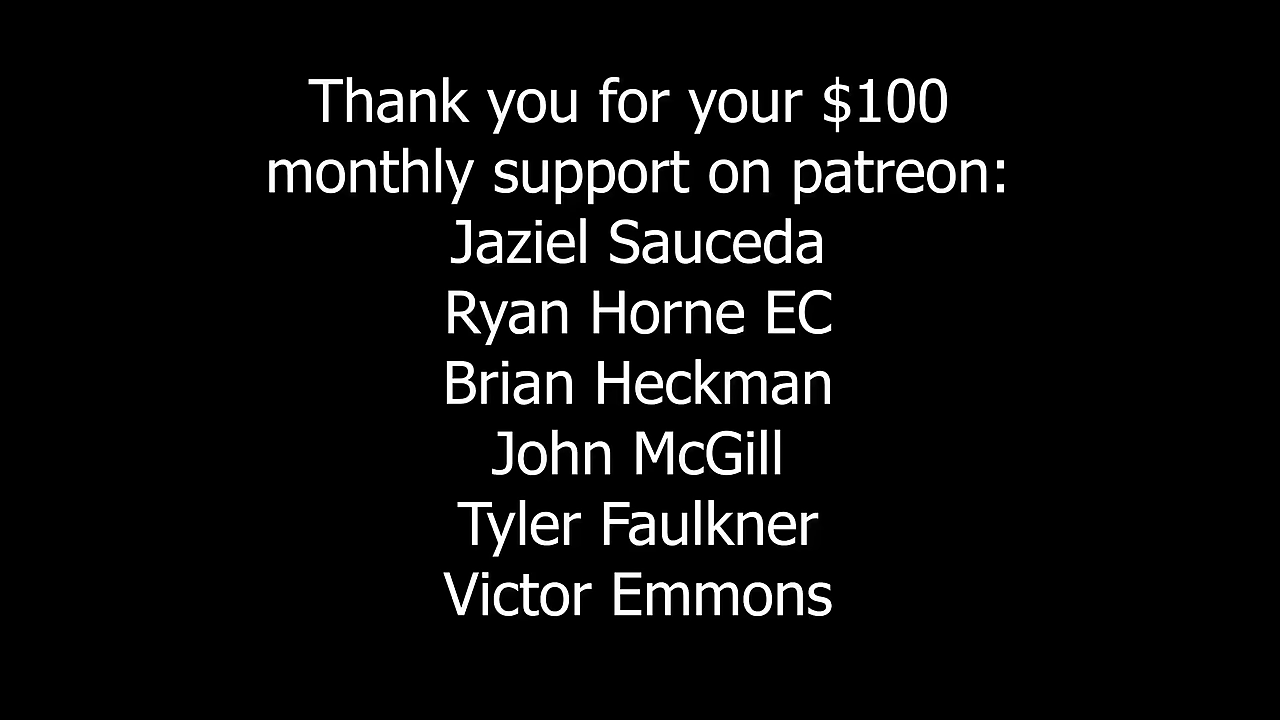 Thank you for your $100
monthly support on patreon:
Jaziel Sauceda
Ryan Horne EC
Brian Heckman
John McGill
Tyler Faulkner
Victor Emmons